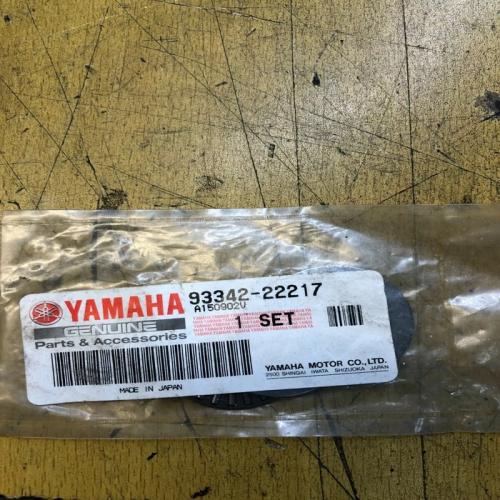 YAMAHA
GENUINE
Parts & Accessories
93342-22217
A150902V
1 SET
YAMAHA MOTOR CO.,LTD.
2500 SHINGAI IWATA SHIZUOKA JAPAN
MADE IN JAPAN